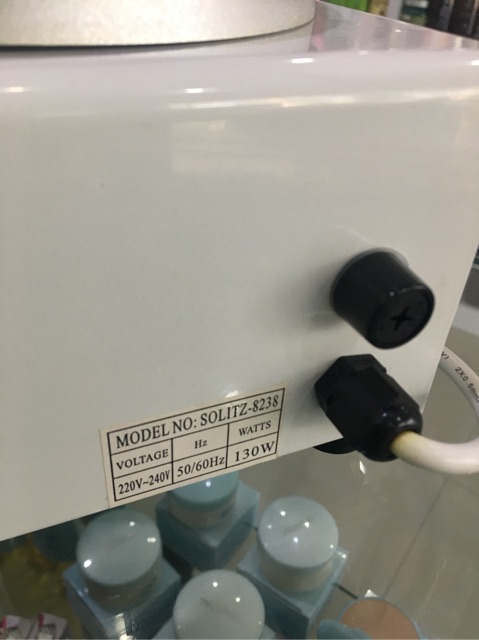 MODEL NO: SOLITZ-8238
VOLTAGE Hz WATTS
220V~240V 50/60Hz 130W